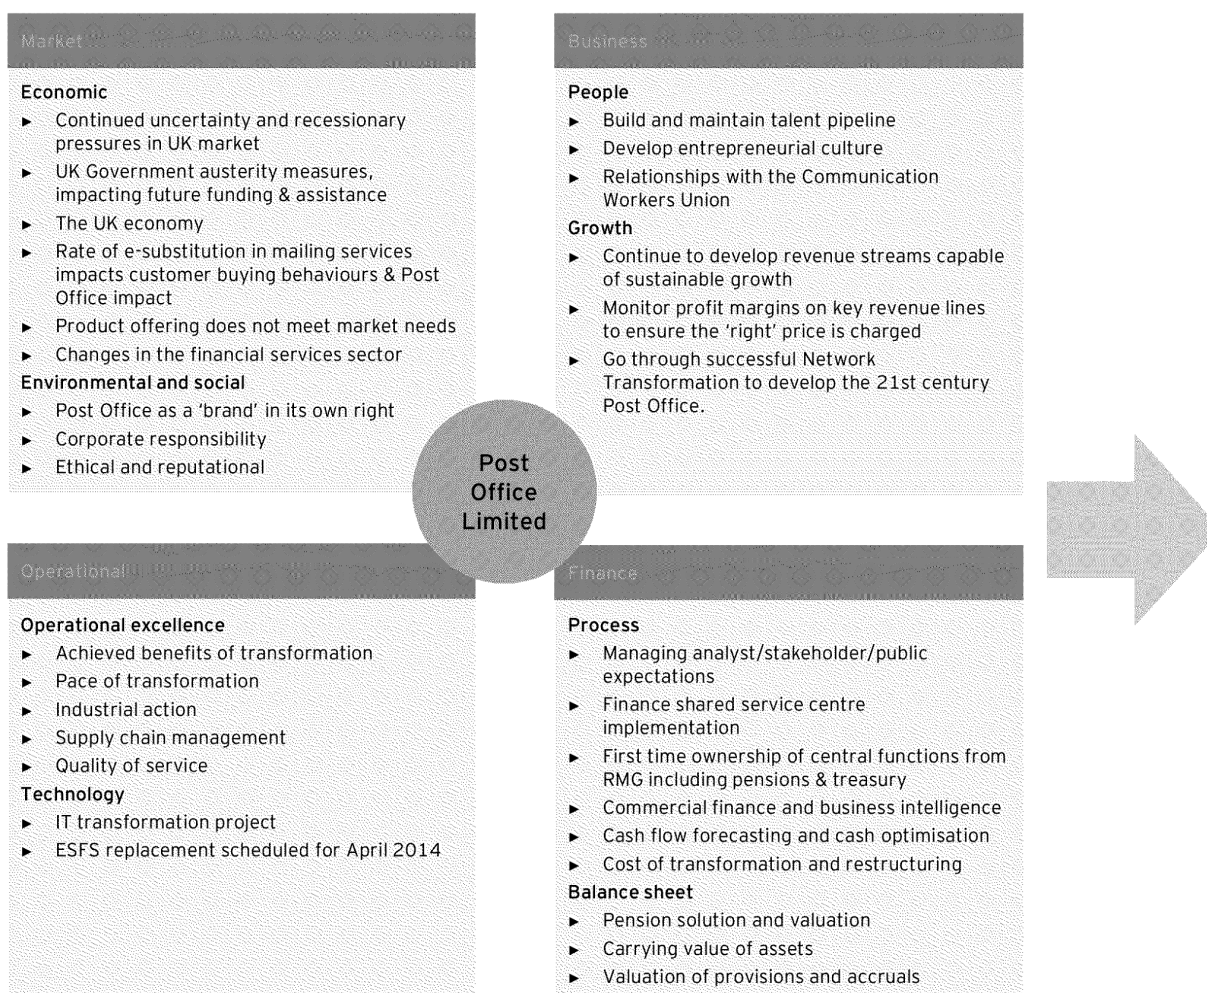 Market
Economic
► Continued uncertainty and recessionary
pressures in UK market
► UK Government austerity measures,
impacting future funding & assistance
► The UK economy
► Rate of e-substitution in mailing services
impacts customer buying behaviours & Post
Office impact
► Product offering does not meet market needs
► Changes in the financial services sector
Environmental and social
► Post Office as a ‘brand’ in its own right
► Corporate responsibility
► Ethical and reputational
Business
People
► Build and maintain talent pipeline
► Develop entrepreneurial culture
► Relationships with the Communication
Workers Union
Growth
► Continue to develop revenue streams capable
of sustainable growth
► Monitor profit margins on key revenue lines
to ensure the ‘right’ price is charged
► Go through successful Network
Transformation to develop the 21st century
Post Office.
Post
Office
Limited
Operational
Operational excellence
► Achieved benefits of transformation
► Pace of transformation
► Industrial action
► Supply chain management
► Quality of service
Technology
► IT transformation project
► ESFS replacement scheduled for April 2014
Finance
Process
► Managing analyst/stakeholder/public
expectations
► Finance shared service centre
implementation
► First time ownership of central functions from
RMG including pensions & treasury
► Commercial finance and business intelligence
► Cash flow forecasting and cash optimisation
► Cost of transformation and restructuring
Balance sheet
► Pension solution and valuation
► Carrying value of assets
► Valuation of provisions and accruals